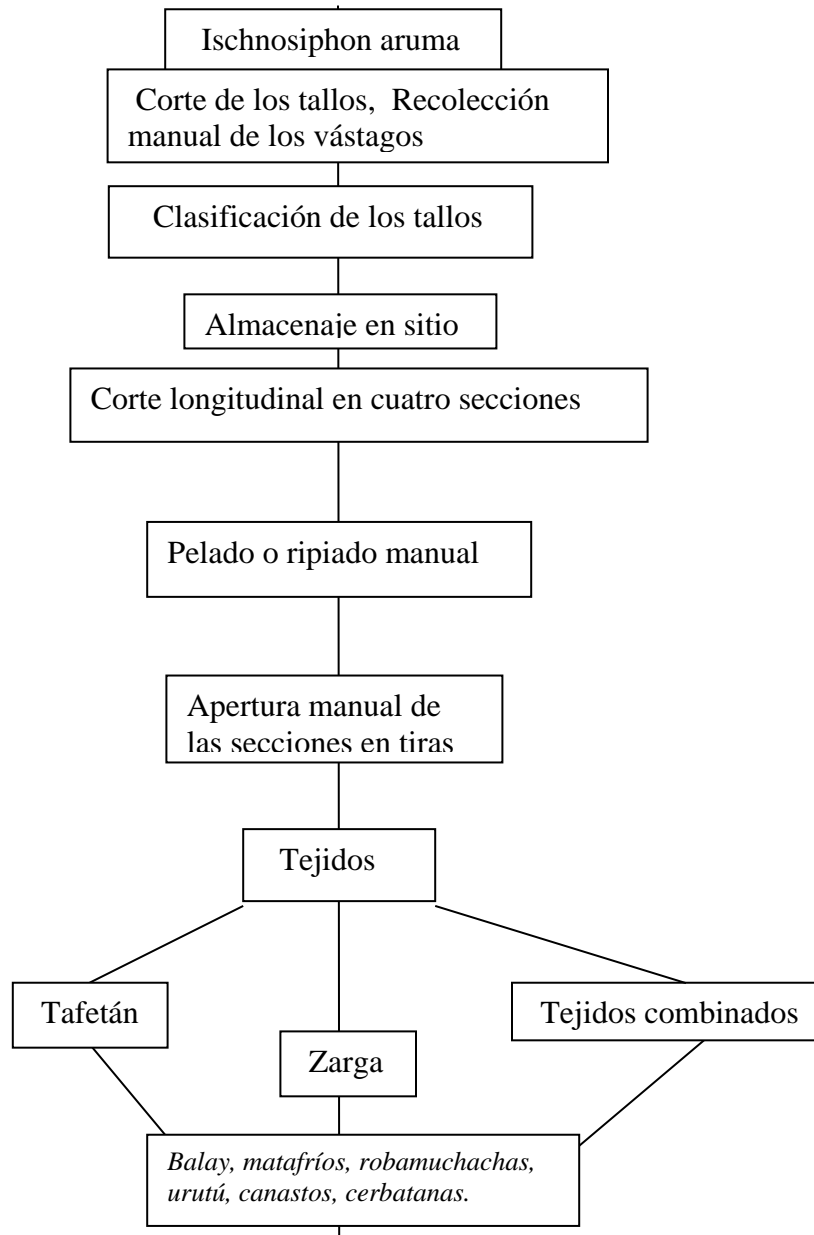 Ischnosiphon aruma
Corte de los tallos, Recolección
manual de los vástagos
Clasificación de los tallos
Almacenaje en sitio
Corte longitudinal en cuatro secciones
Pelado o ripiado manual
Apertura manual de
las secciones en tiras
Tejidos
Tafetán
Tejidos combinados
Zarga
Balay, matafríos, robamuchachas,
urutú, canastos, cerbatanas.